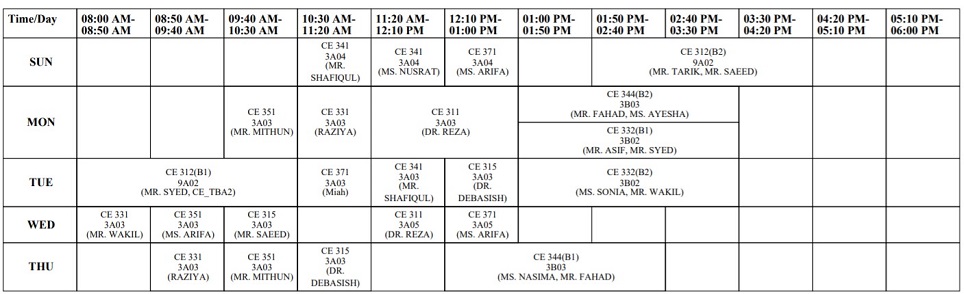 Time/Day
08:00 AM-
08:50 AM
08:50 AM-
09:40 AM
09:40 AM-
10:30 AM
10:30 AM-
11:20 AM
11:20 AM-
12:10 PM
12:10 PM-
01:00 PM
01:00 PM-
01:50 PM
01:50 PM-
02:40 PM
02:40 PM-
03:30 PM
03:30 PM-
04:20 PM
04:20 PM-
05:10 PM
05:10 PM-
06:00 PM
SUN
CE 341
3A04
(MR.
SHAFIQUL)
CE 341
3A04
(MS. NUSRAT)
CE 371
3A04
(MS. ARIFA)
CE 312(B2)
9A02
(MR. TARIK, MR. SAEED)
MON
CE 351
3A03
(MR. MITHUN)
CE 331
3A03
(RAZIYA)
CE 311
3A03
(DR. REZA)
CE 344(B2)
3B03
(MR. FAHAD, MS. AYESHA)
CE 332(B1)
3B02
(MR. ASIF, MR. SYED)
TUE
CE 312(B1)
9A02
(MR. SYED, CE_TBA2)
CE 371
3A03
(Miah)
CE 341
3A03
(MR.
SHAFIQUL)
CE 315
3A03
(DR.
DEBASISH)
CE 332(B2)
3B02
(MS. SONIA, MR. WAKIL)
WED
CE 331
3A03
(MR. WAKIL)
CE 351
3A03
(MS. ARIFA)
CE 315
3A03
(MR. SAEED)
CE 311
3A05
(DR. REZA)
CE 371
3A05
(MS. ARIFA)
THU
CE 331
3A03
(RAZIYA)
CE 351
3A03
(MR. MITHUN)
CE 315
3A03
(DR.
DEBASISH)
CE 344(B1)
3B03
(MS. NASIMA, MR. FAHAD)